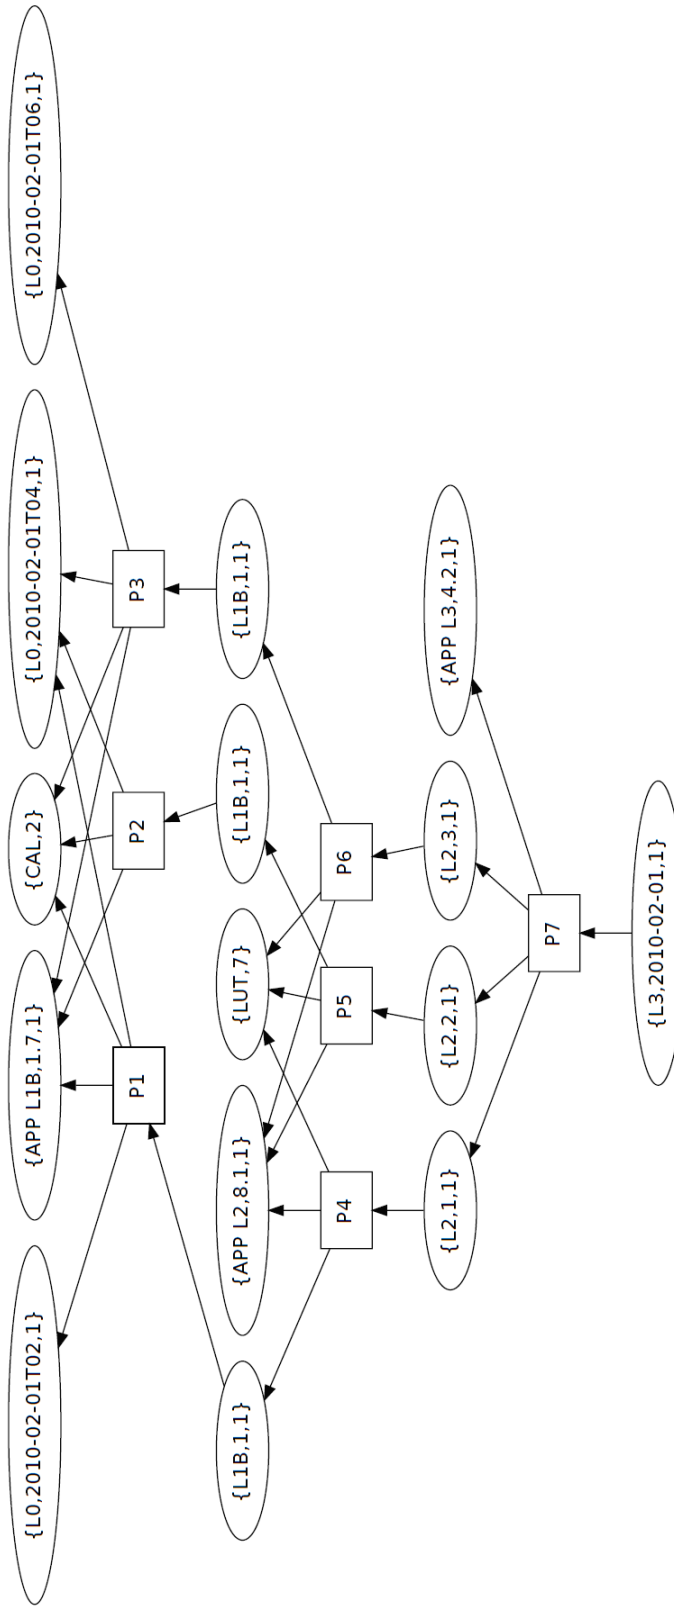 {L0,2010-02-01T02,1}
{APP L1B,1.7,1}
{CAL,2}
{L0,2010-02-01T04,1}
{L0,2010-02-01T06,1}
P1
P2
P3
{L1B,1,1}
{APP L2,8.1,1}
{LUT,7}
{L1B,1,1}
{L1B,1,1}
P4
P5
P6
{L2,1,1}
{L2,2,1}
{L2,3,1}
{APP L3,4.2,1}
P7
{L3,2010-02-01,1}